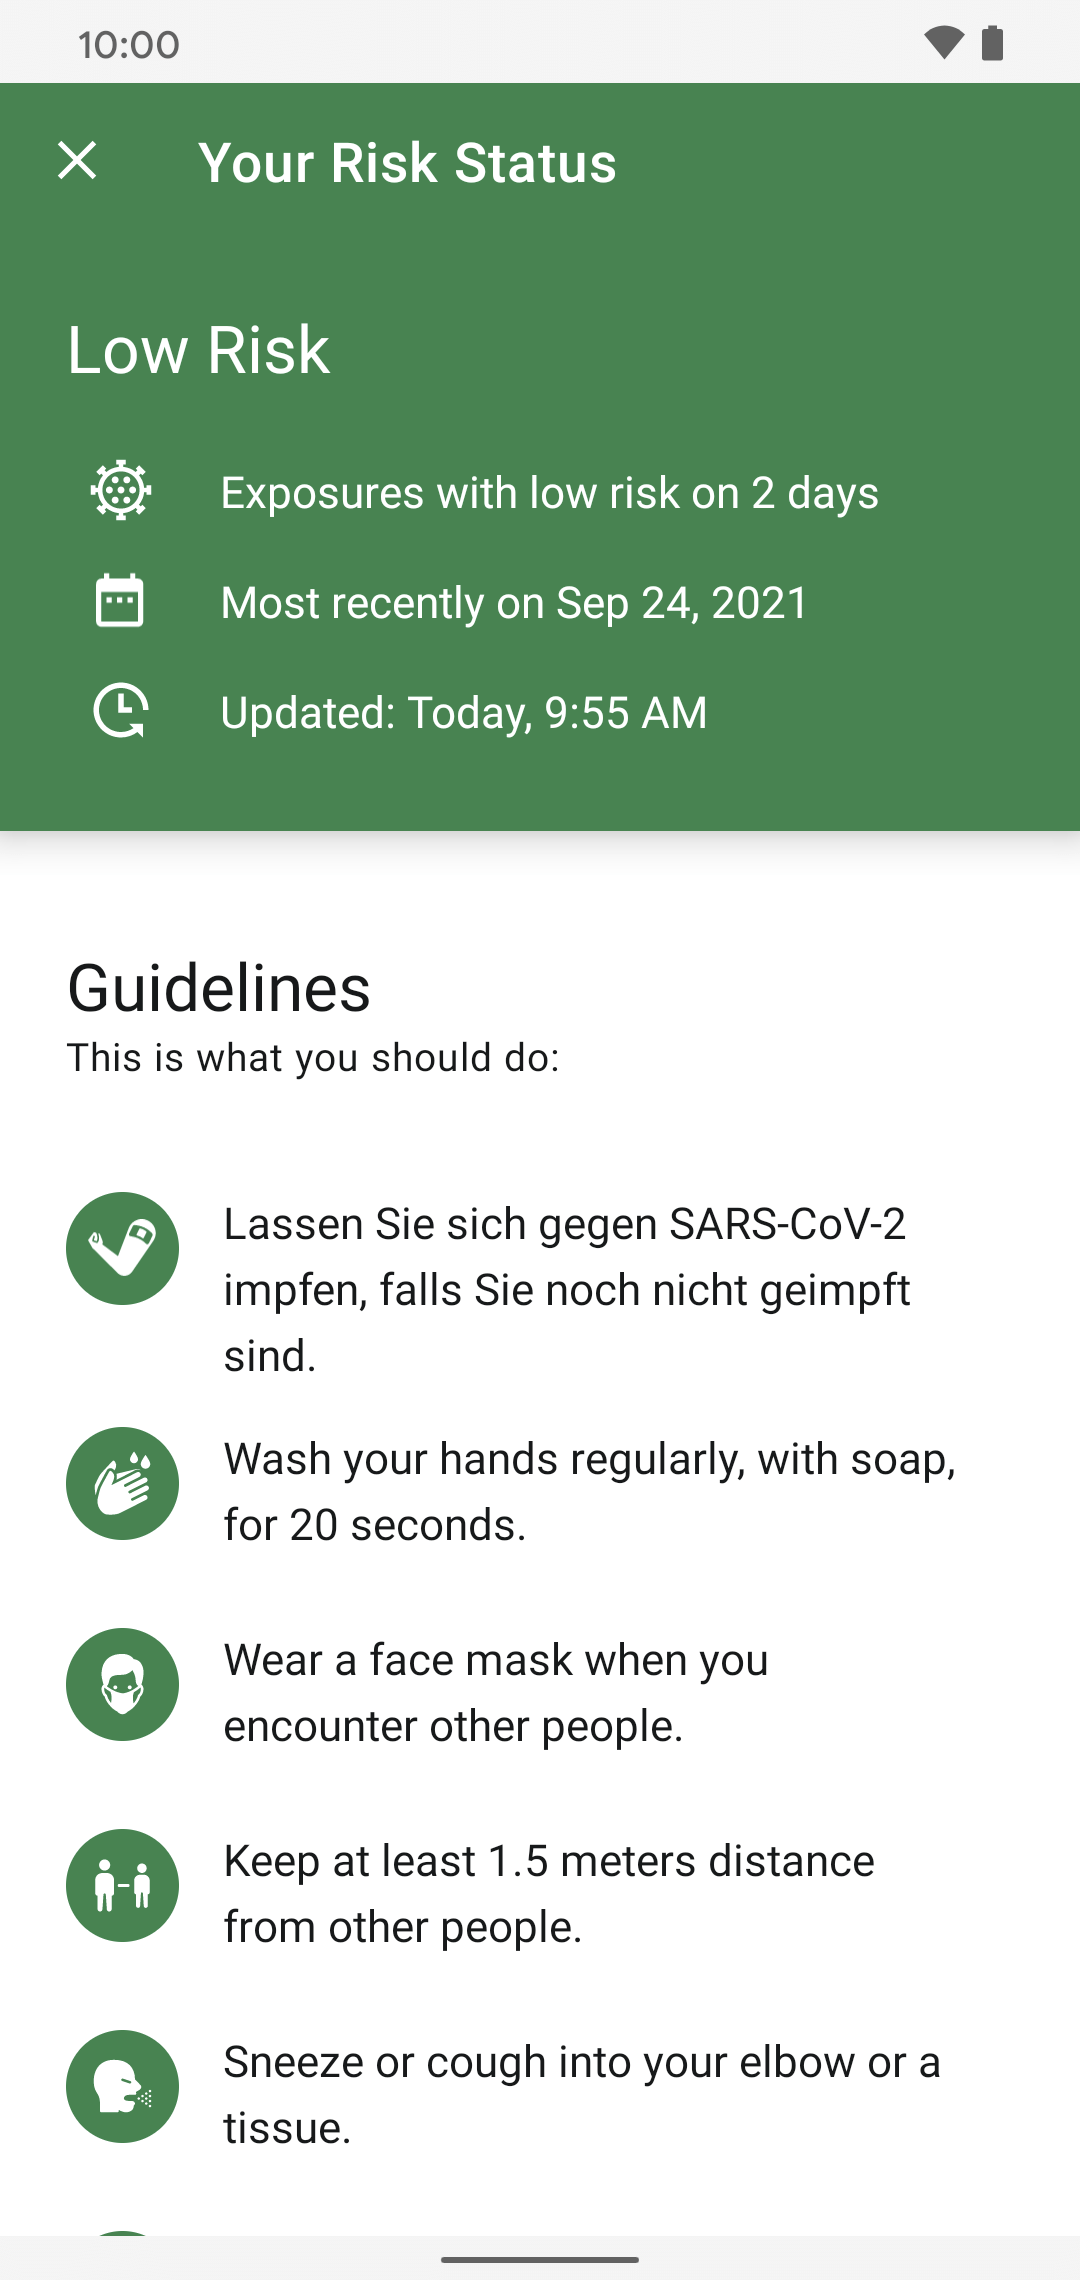 10:00
Your Risk Status
Low Risk
Exposures with low risk on 2 days
Most recently on Sep 24, 2021
Updated: Today, 9:55 AM
Guidelines
This is what you should do:
Lassen Sie sich gegen SARS-CoV-2
impfen, falls Sie noch nicht geimpft
sind.
Wash your hands regularly, with soap,
for 20 seconds.
Wear a face mask when you
encounter other people.
Keep at least 1.5 meters distance
from other people.
Sneeze or cough into your elbow or a
tissue.